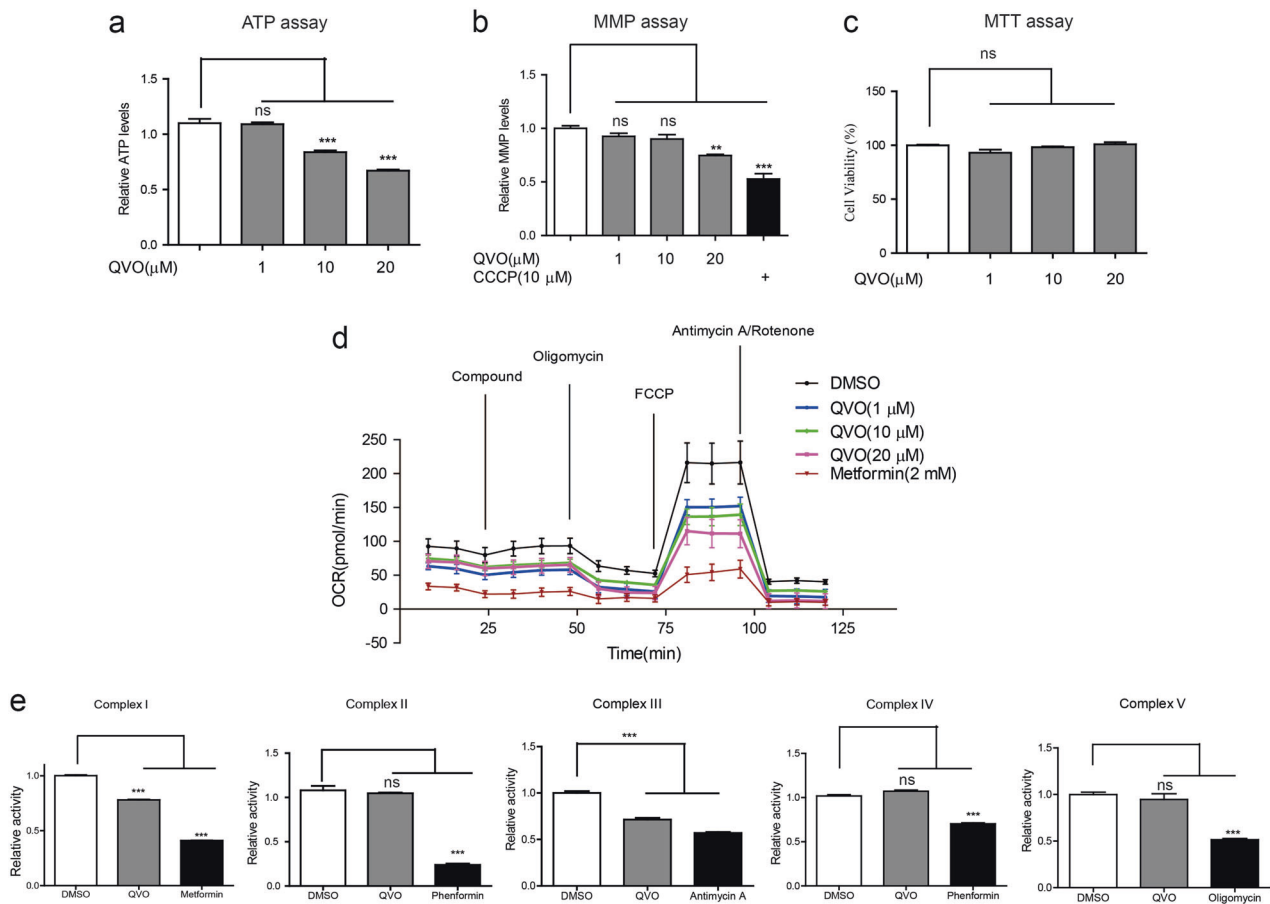 a
ATP assay
Relative ATP levels
1.5
1.0
0.5
0.0
ns
***
***
QVO(μM)
1
10
20
b
MMP assay
Relative MMP levels
1.5
1.0
0.5
0.0
ns
ns
**
***
QVO(μM)
1
10
20
CCCP(10 μM)
+
c
MTT assay
Cell Viability (%)
150
100
50
0
ns
QVO(μM)
1
10
20
d
Compound
Oligomycin
FCCP
Antimycin A/Rotenone
DMSO
QVO(1 μM)
QVO(10 μM)
QVO(20 μM)
Metformin(2 mM)
OCR(pmol/min)
250
200
150
100
50
0
-50
25
50
75
100
125
Time(min)
e
Complex I
Relative activity
1.0
0.5
0.0
***
***
DMSO
QVO
Metformin
Complex II
Relative activity
1.5
1.0
0.5
0.0
ns
***
DMSO
QVO
Phenformin
Complex III
Relative activity
1.5
1.0
0.5
0.0
***
DMSO
QVO
Antimycin A
Complex IV
Relative activity
1.5
1.0
0.5
0.0
ns
***
DMSO
QVO
Phenformin
Complex V
Relative activity
1.5
1.0
0.5
0.0
ns
***
DMSO
QVO
Oligomycin